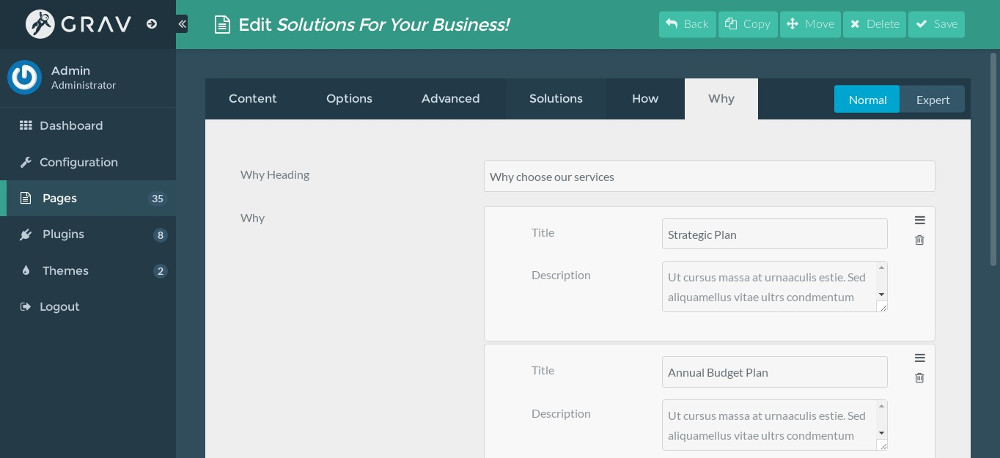 GRAV
Edit Solutions For Your Business!
Back
Copy
Move
Delete
Save
Admin
Administrator
Dashboard
Configuration
Pages 35
Plugins 8
Themes 2
Logout
Content Options Advanced Solutions How Why
Normal Expert
Why Heading
Why choose our services
Why
Title
Strategic Plan
Description
Ut cursus massa at urnaaculis estie. Sed
aliquamellus vitae ultrs condmentum
Title
Annual Budget Plan
Description
Ut cursus massa at urnaaculis estie. Sed
aliquamellus vitae ultrs condmentum